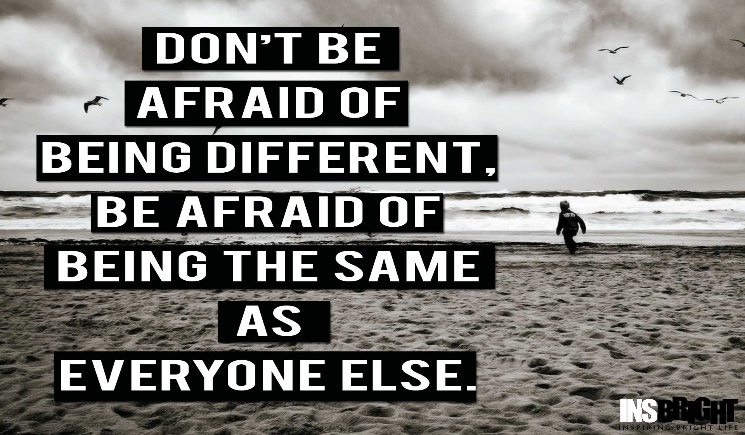 DON'T BE
AFRAID OF
BEING DIFFERENT,
BE AFRAID OF
BEING THE SAME
AS
EVERYONE ELSE.
INSBRIGHT
INSPIRING BRIGHT LIFE